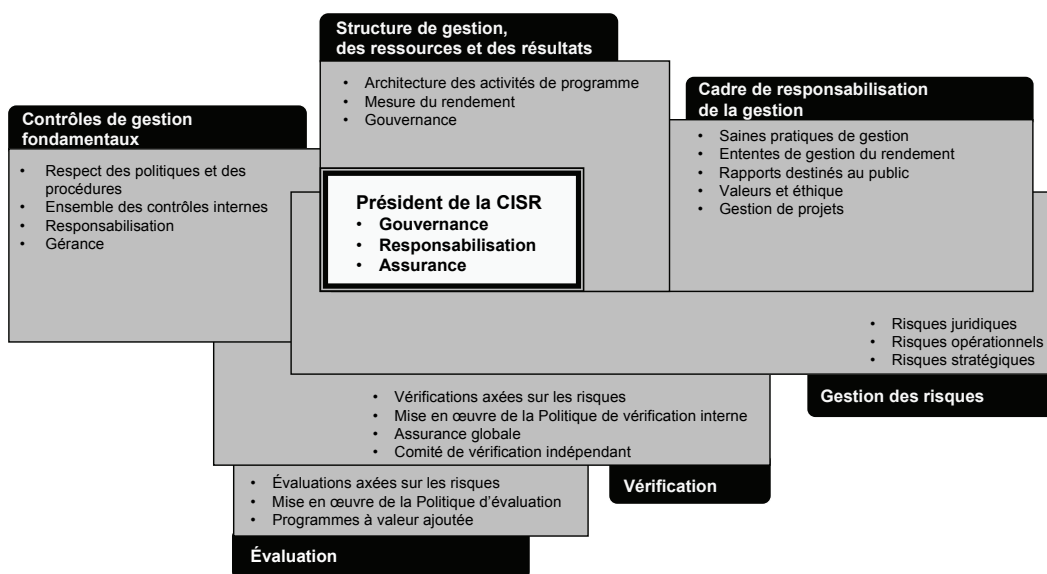 Structure de gestion,
des ressources et des résultats
• Architecture des activités de programme
• Mesure du rendement
• Gouvernance
Cadre de responsabilisation
de la gestion
• Saines pratiques de gestion
• Ententes de gestion du rendement
• Rapports destinés au public
• Valeurs et éthique
• Gestion de projets
Contrôles de gestion
fondamentaux
• Respect des politiques et des
procédures
• Ensemble des contrôles internes
• Responsabilisation
• Gérance
Président de la CISR
• Gouvernance
• Responsabilisation
• Assurance
• Risques juridiques
• Risques opérationnels
• Risques stratégiques
Gestion des risques
• Vérifications axées sur les risques
• Mise en œuvre de la Politique de vérification interne
• Assurance globale
• Comité de vérification indépendant
Vérification
• Évaluations axées sur les risques
• Mise en œuvre de la Politique d’évaluation
• Programmes à valeur ajoutée
Évaluation